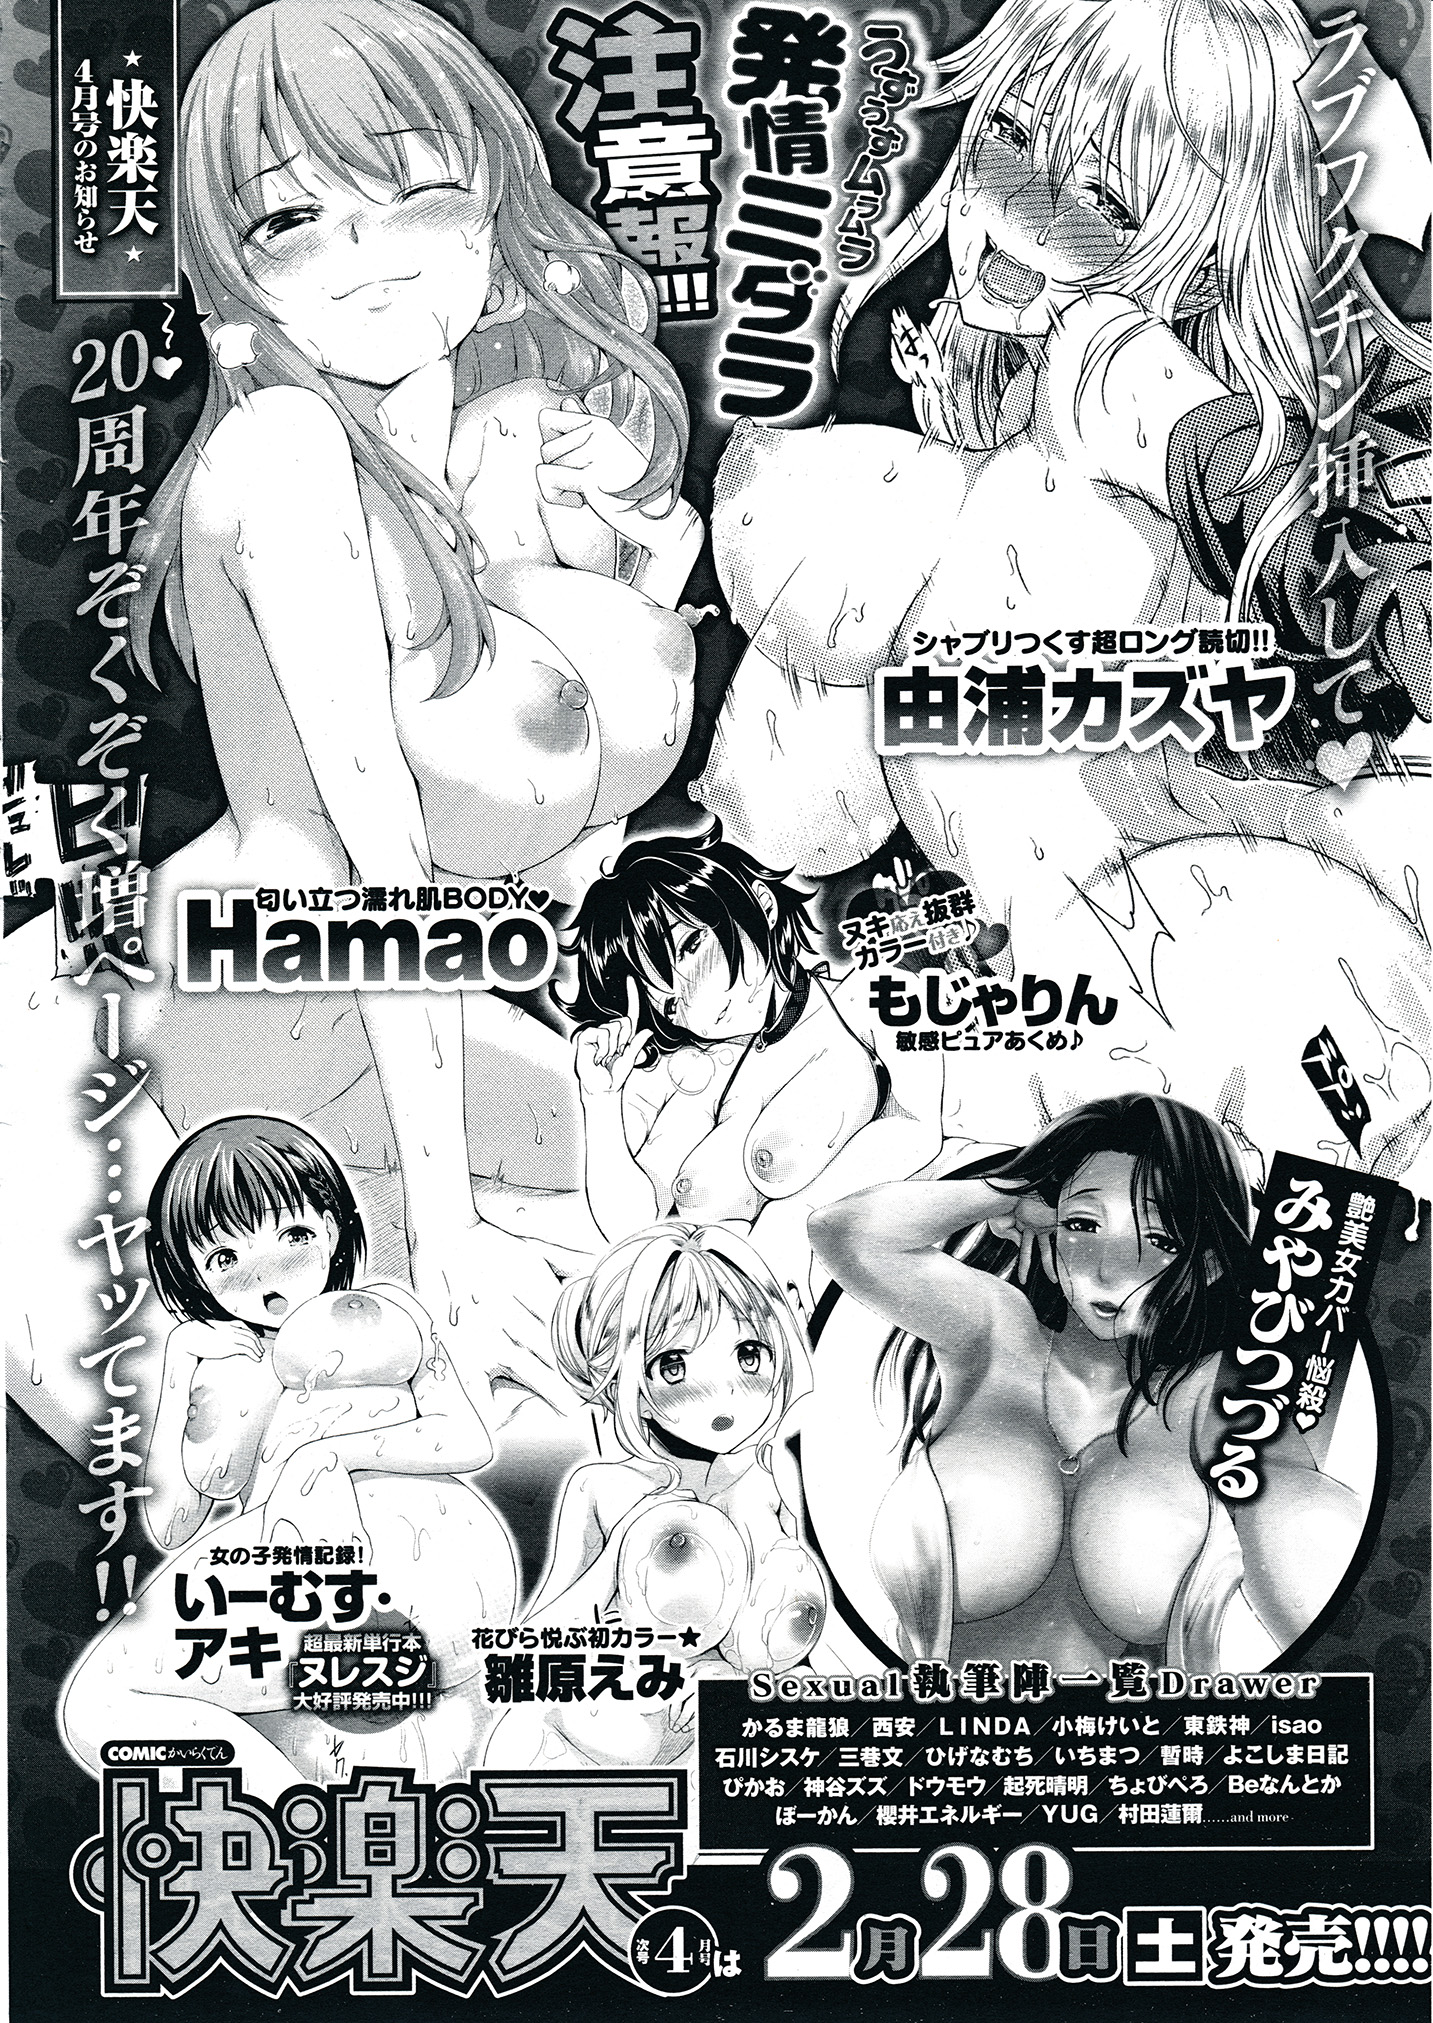 ★快楽天★
4月号のお知らせ
ラブワクチン挿入して♥
うずうずムラムラ
発情ミダラ
注意報!!!
20周年ぞくぞく増ページ…ヤッてます!!
シャブリつくす超ロング読切!!
由浦カズヤ
匂い立つ濡れ肌BODY♥
Hamao
ヌキ応え抜群
カラー付き♪
もじゃりん
敏感ピュアあくめ♪
艶美女カバー悩殺♥
みやびつづる
女の子発情記録!
いーむす・
アキ
超最新単行本
『ヌレスジ』
大好評発売中!!!
花びら悦ぶ初カラー★
雛原えみ
Sexual執筆陣一覧Drawer
かるま龍狼／西安／LINDA／小梅けいと／東鉄神／isao
石川シスケ／三巷文／ひげなむち／いちまつ／暫時／よこしま日記
ぴかお／神谷ズズ／ドウモウ／起死晴明／ちょびぺろ／Beなんとか
ぼーかん／櫻井エネルギー／YUG／村田蓮爾……and more
COMICかいらくてん
快楽天
次号4月号は
2月28日土発売!!!!